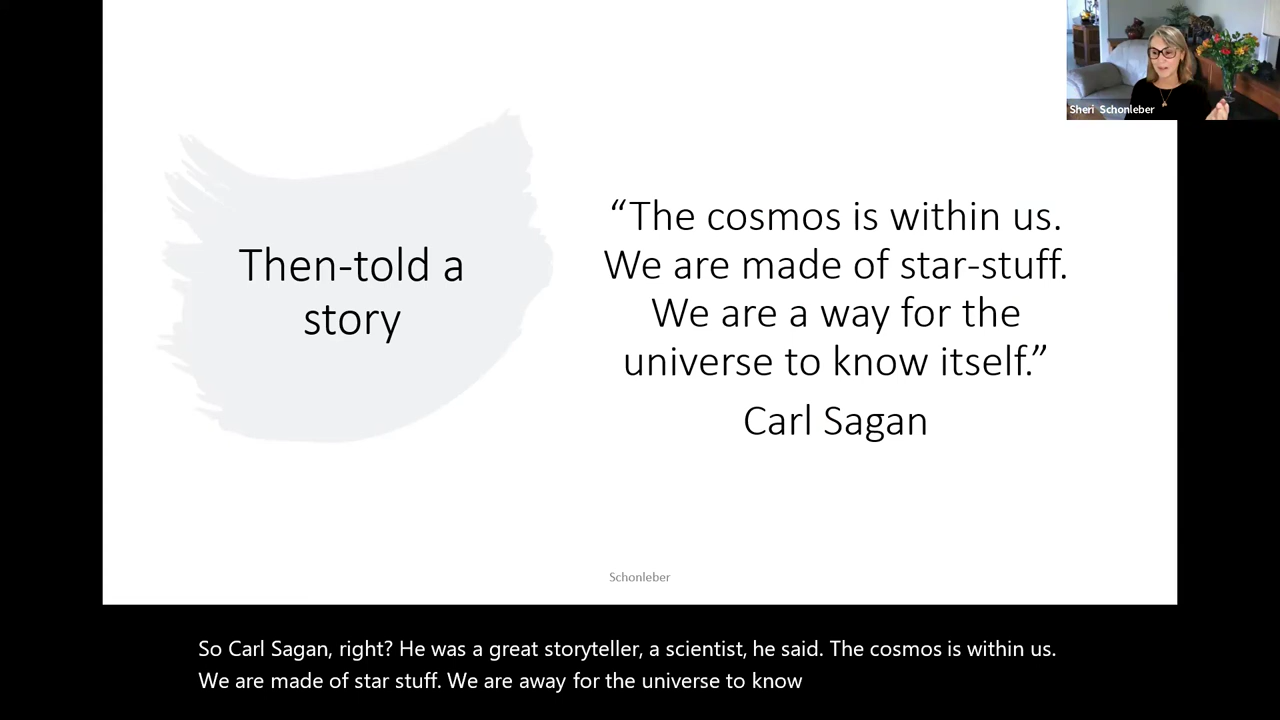 Sheri Schonleber
Then-told a
story
“The cosmos is within us.
We are made of star-stuff.
We are a way for the
universe to know itself.”
Carl Sagan
Schonleber
So Carl Sagan, right? He was a great storyteller, a scientist, he said. The cosmos is within us.
We are made of star stuff. We are away for the universe to know